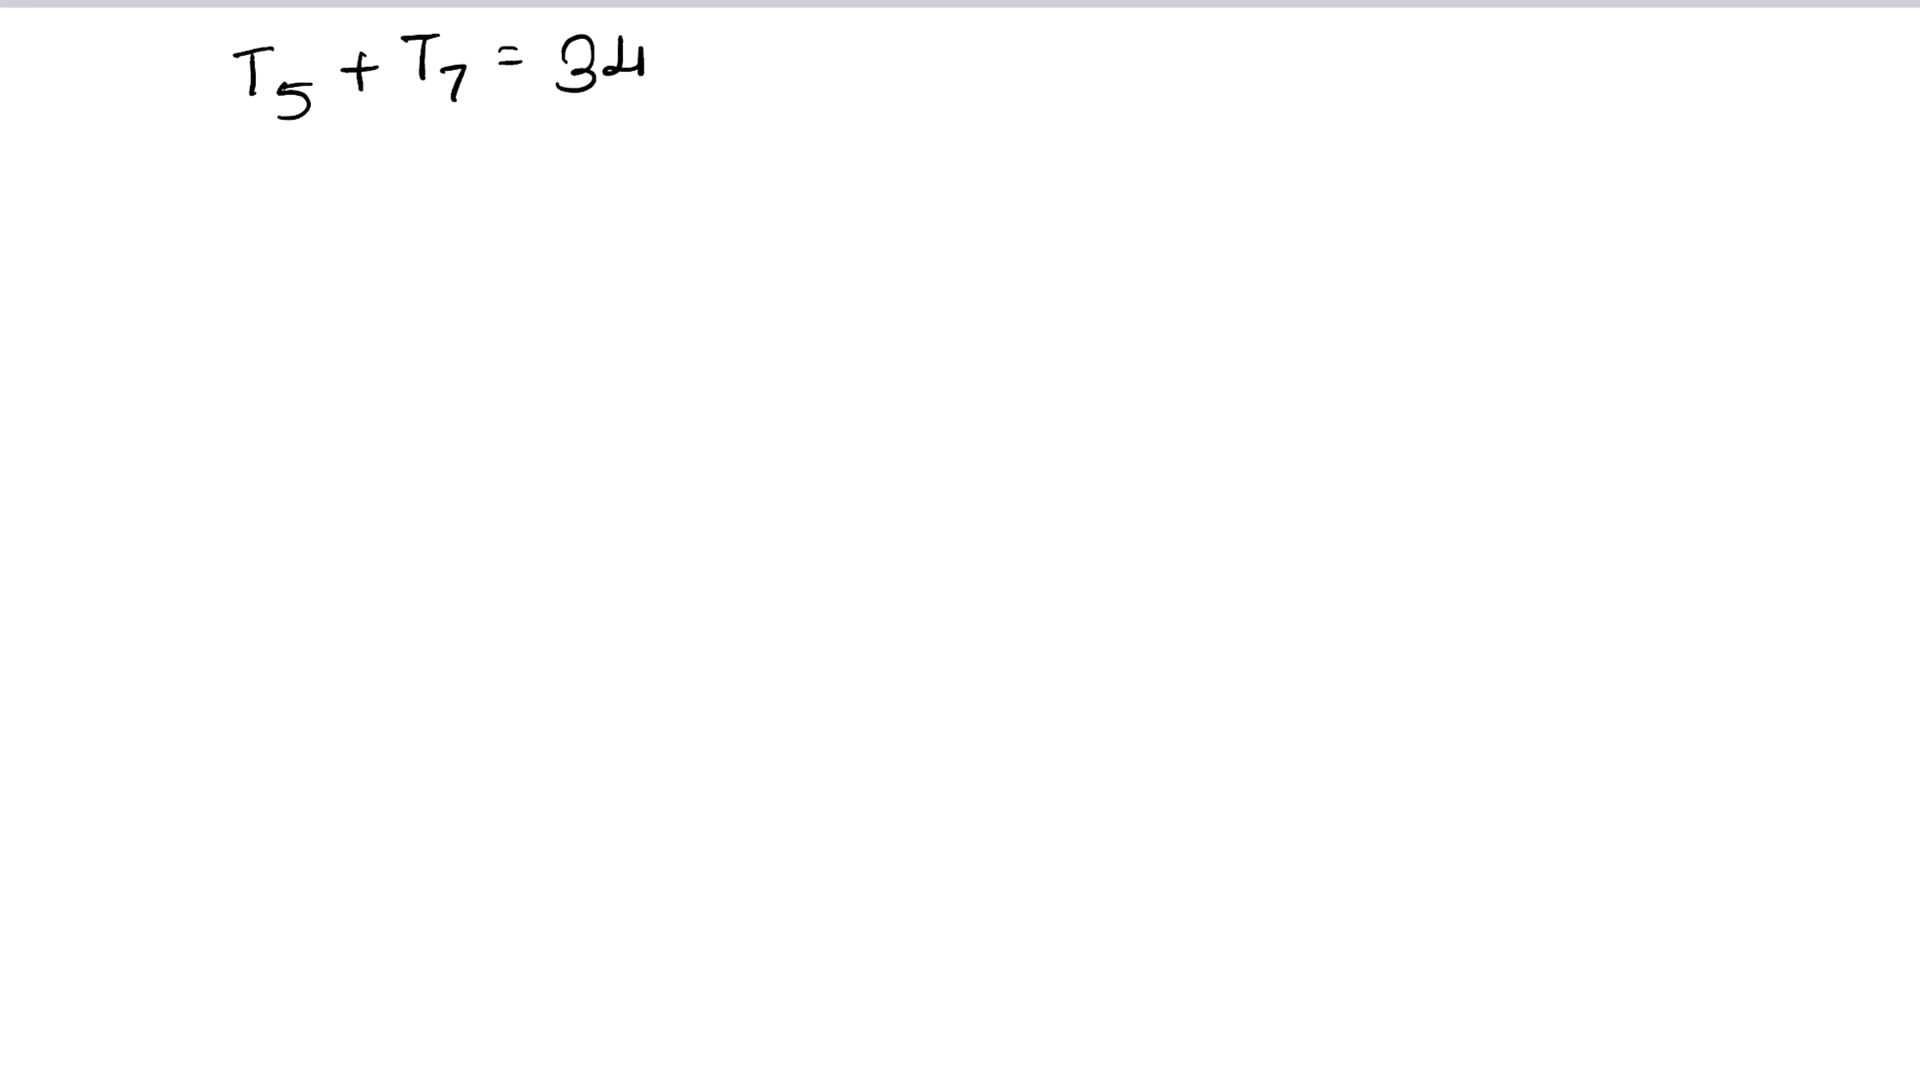 T₅ + T₇ = 34